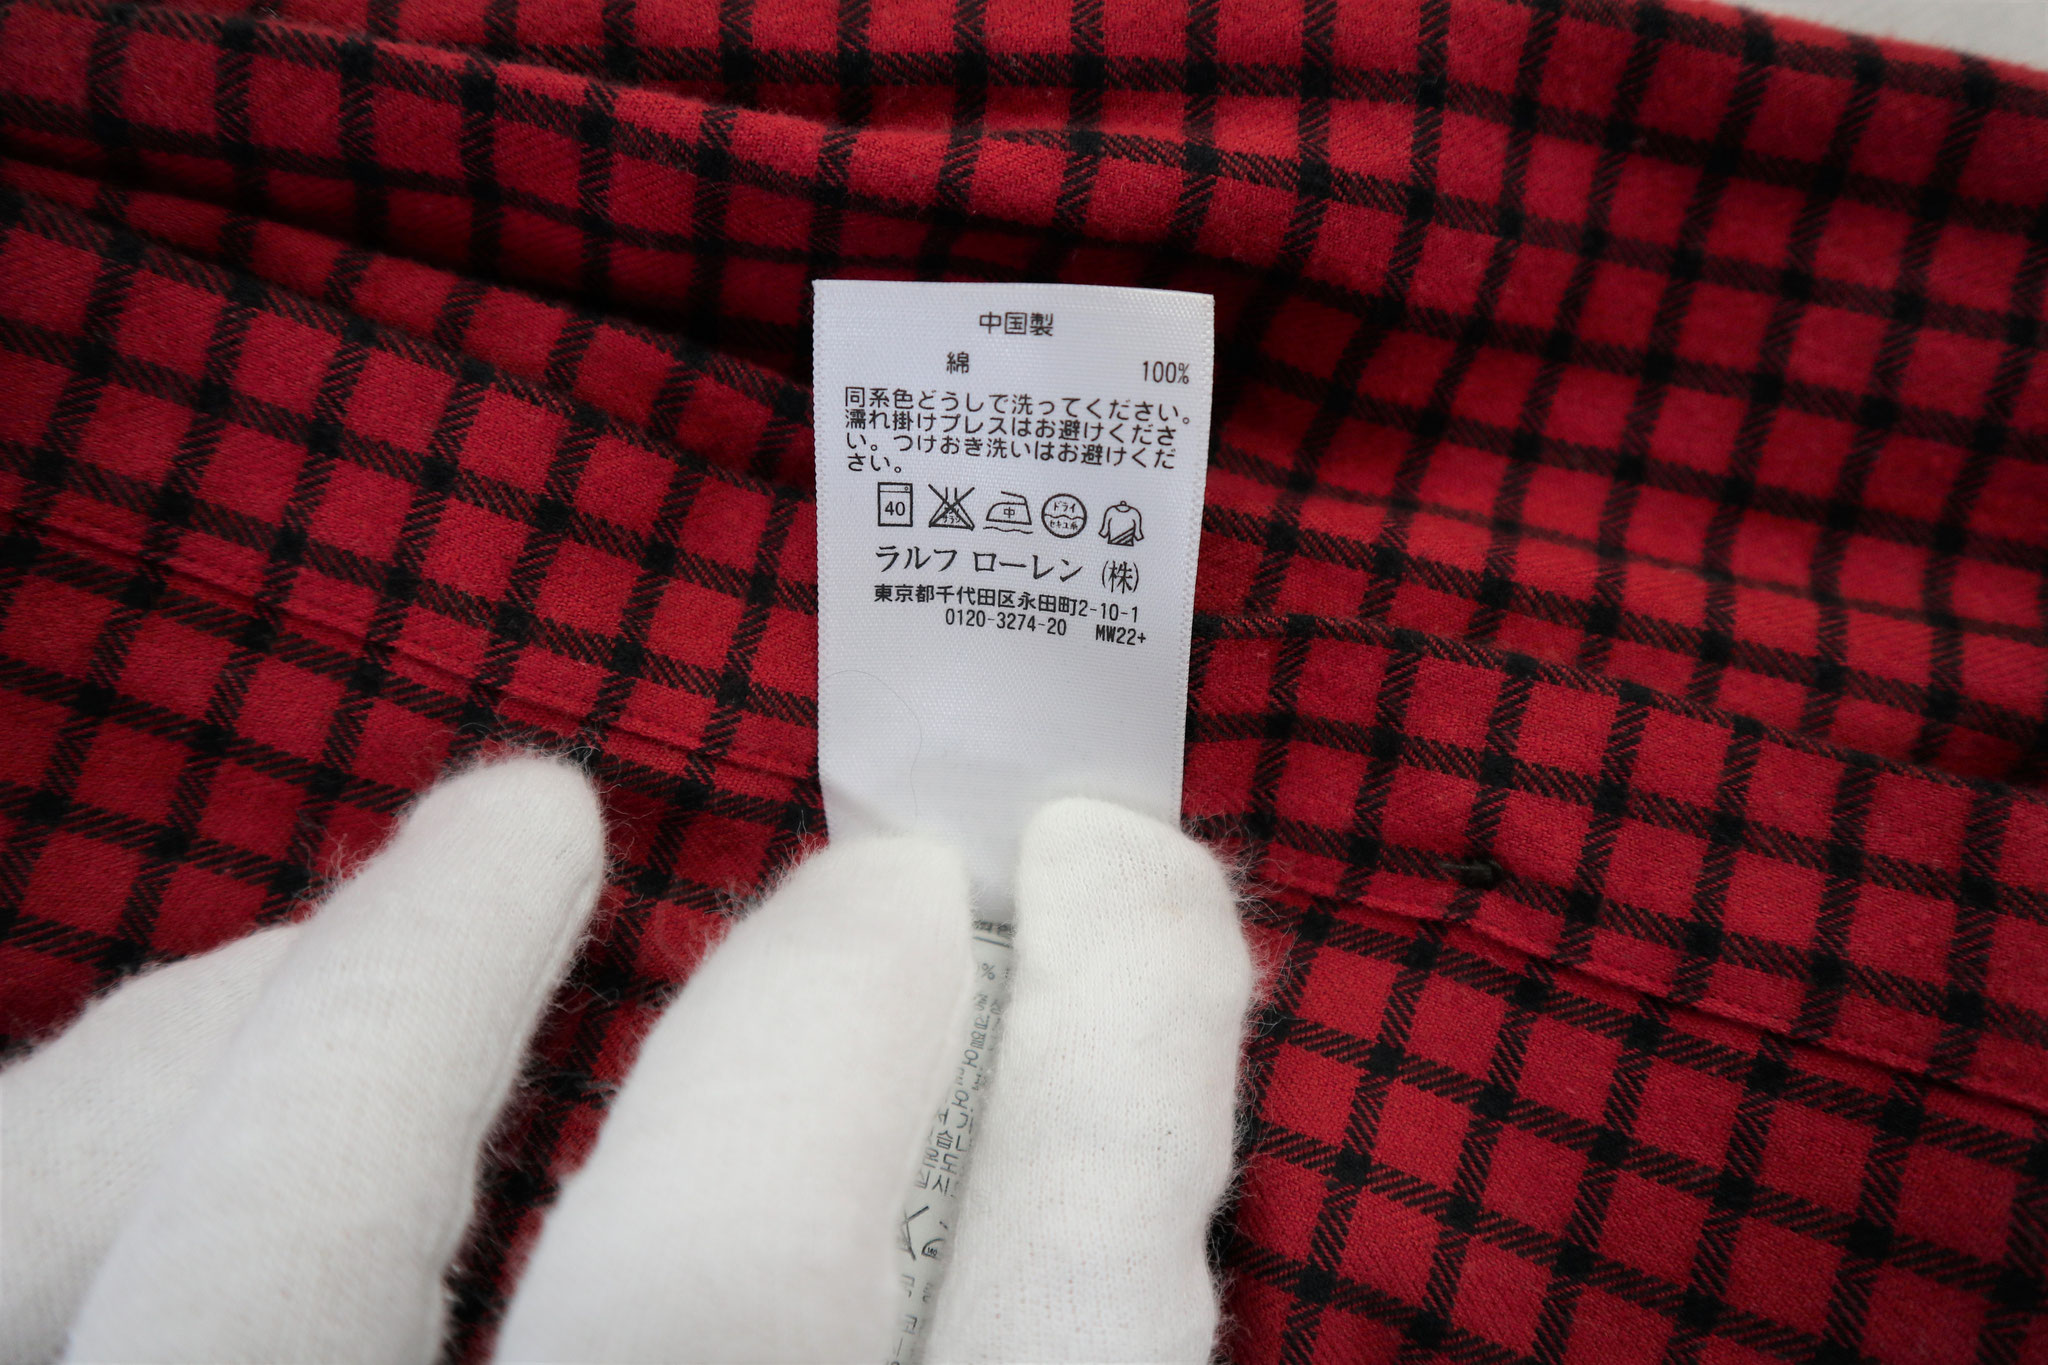 中国製
綿 100%
同系色どうしで洗ってください。
濡れ掛けプレスはお避けくださ
い。つけおき洗いはお避けくだ
さい。
40 中 ドライ セキユ系
ラルフ ローレン (株)
東京都千代田区永田町2-10-1
0120-3274-20 MW22+